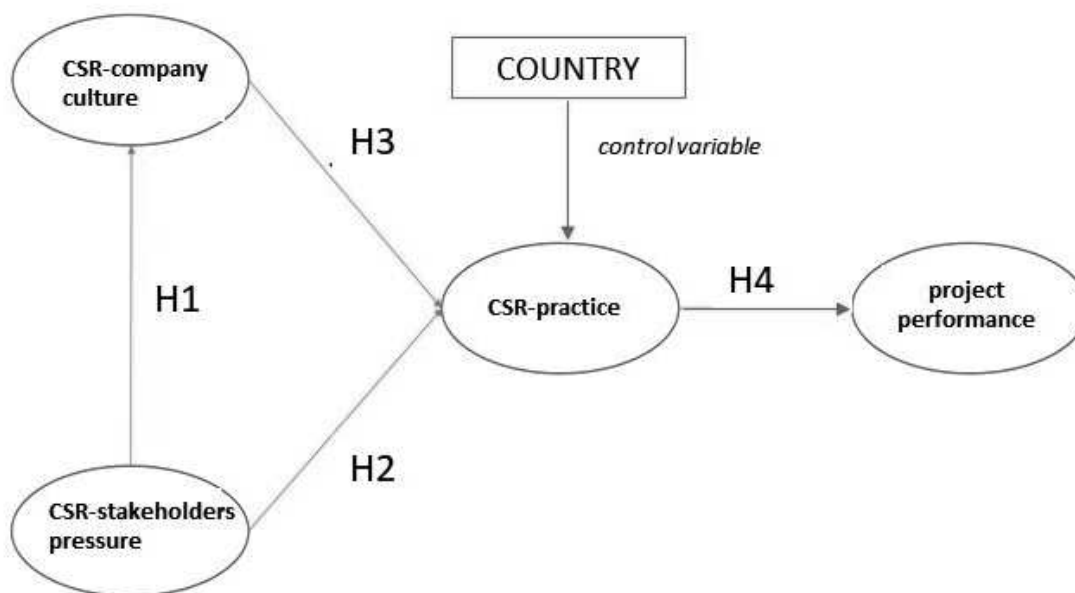 CSR-company
culture
COUNTRY
H3
control variable
H1
CSR-practice
H4
project
performance
H2
CSR-stakeholders
pressure